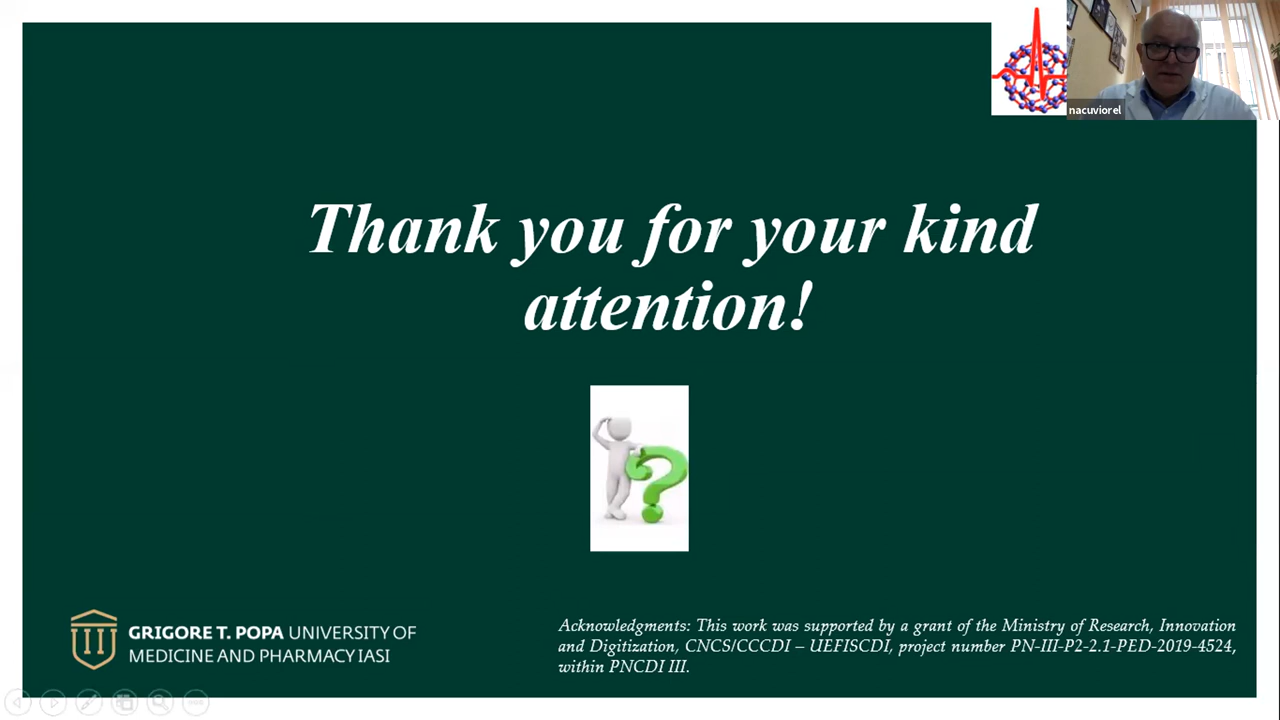 nacuviorel
Thank you for your kind
attention!
GRIGORE T. POPA UNIVERSITY OF
MEDICINE AND PHARMACY IASI
Acknowledgments: This work was supported by a grant of the Ministry of Research, Innovation
and Digitization, CNCS/CCCDI – UEFISCDI, project number PN-III-P2-2.1-PED-2019-4524,
within PNCDI III.